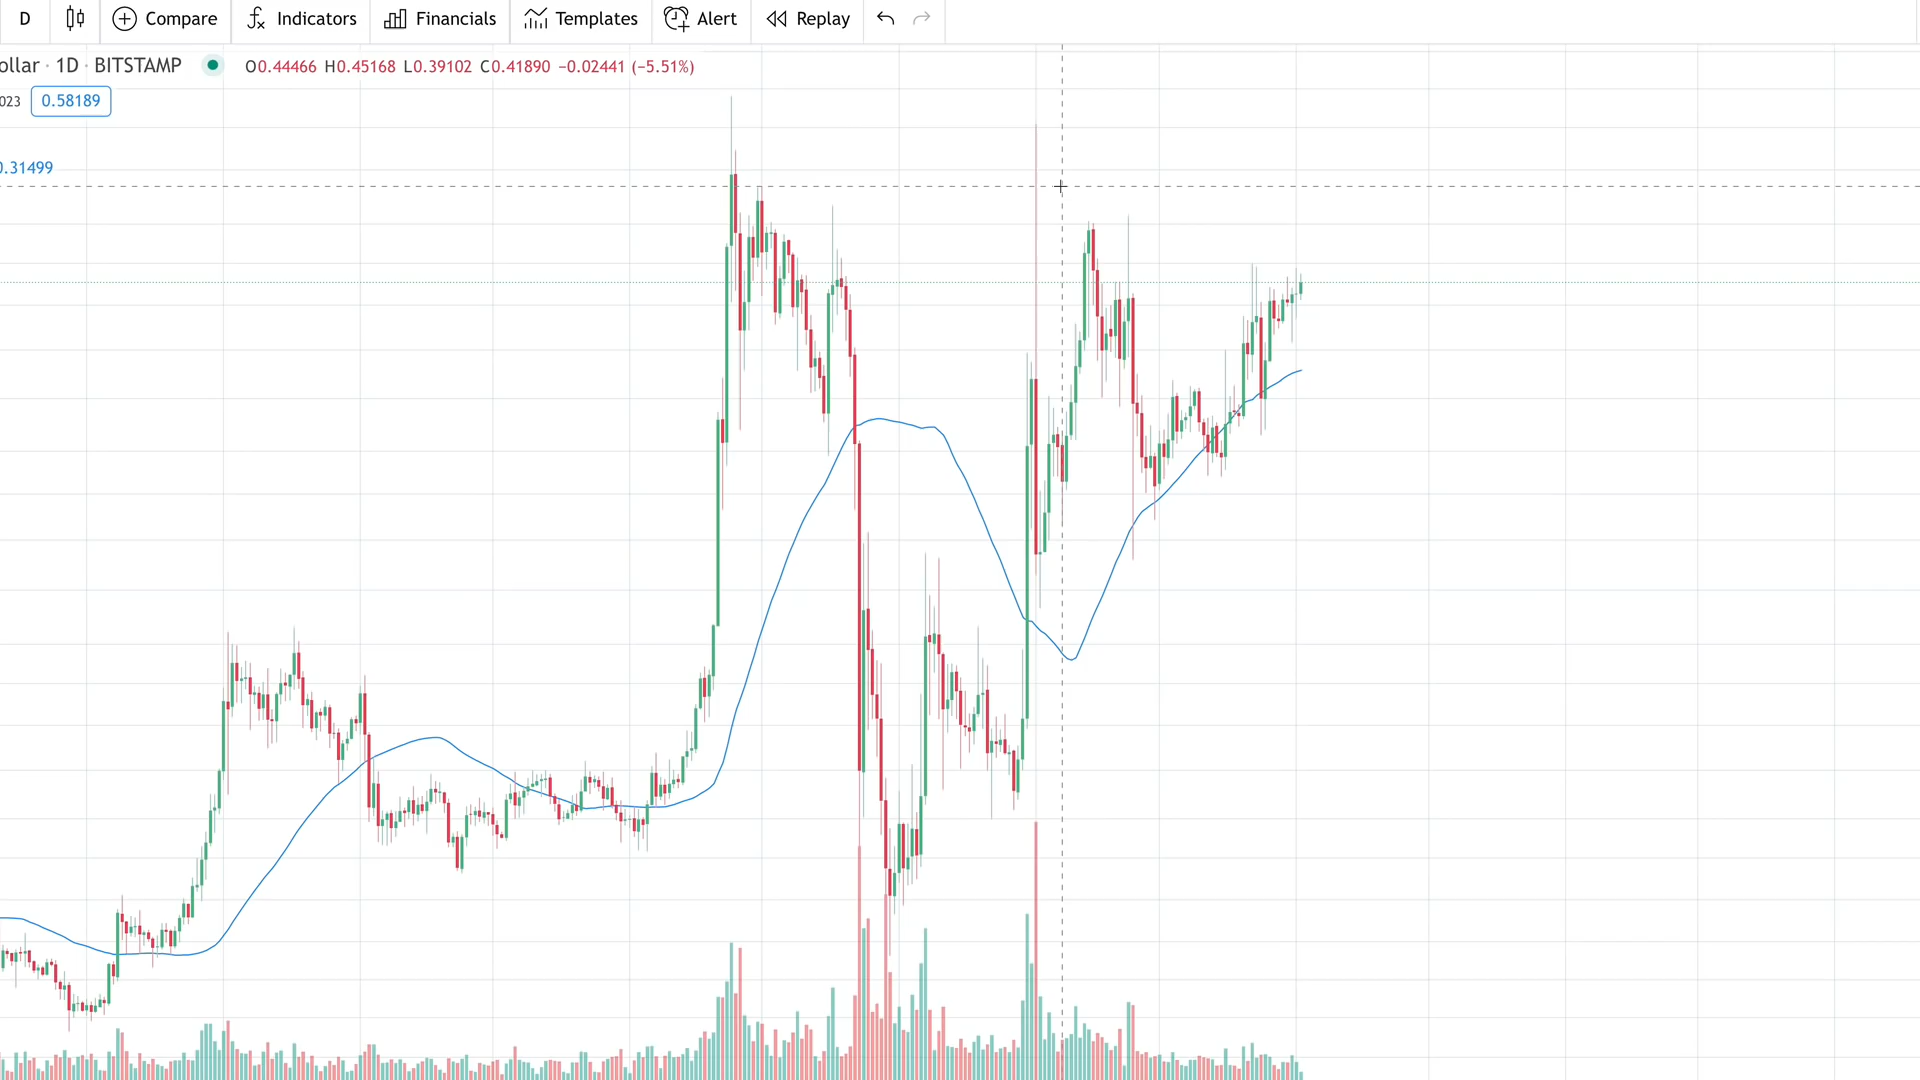 D Compare Indicators Financials Templates Alert Replay
ollar · 1D · BITSTAMP O0.44466 H0.45168 L0.39102 C0.41890 −0.02441 (−5.51%)
023 0.58189
0.31499